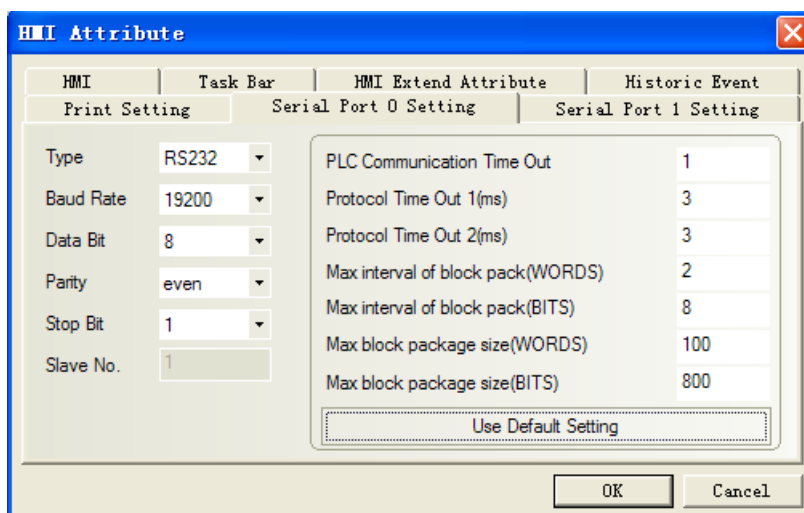 HMI Attribute
HMI Task Bar HMI Extend Attribute Historic Event
Print Setting Serial Port 0 Setting Serial Port 1 Setting
Type RS232 PLC Communication Time Out 1
Baud Rate 19200 Protocol Time Out 1(ms) 3
Data Bit 8 Protocol Time Out 2(ms) 3
Parity even Max interval of block pack(WORDS) 2
Stop Bit 1 Max interval of block pack(BITS) 8
Slave No. 1 Max block package size(WORDS) 100
Max block package size(BITS) 800
Use Default Setting
OK Cancel